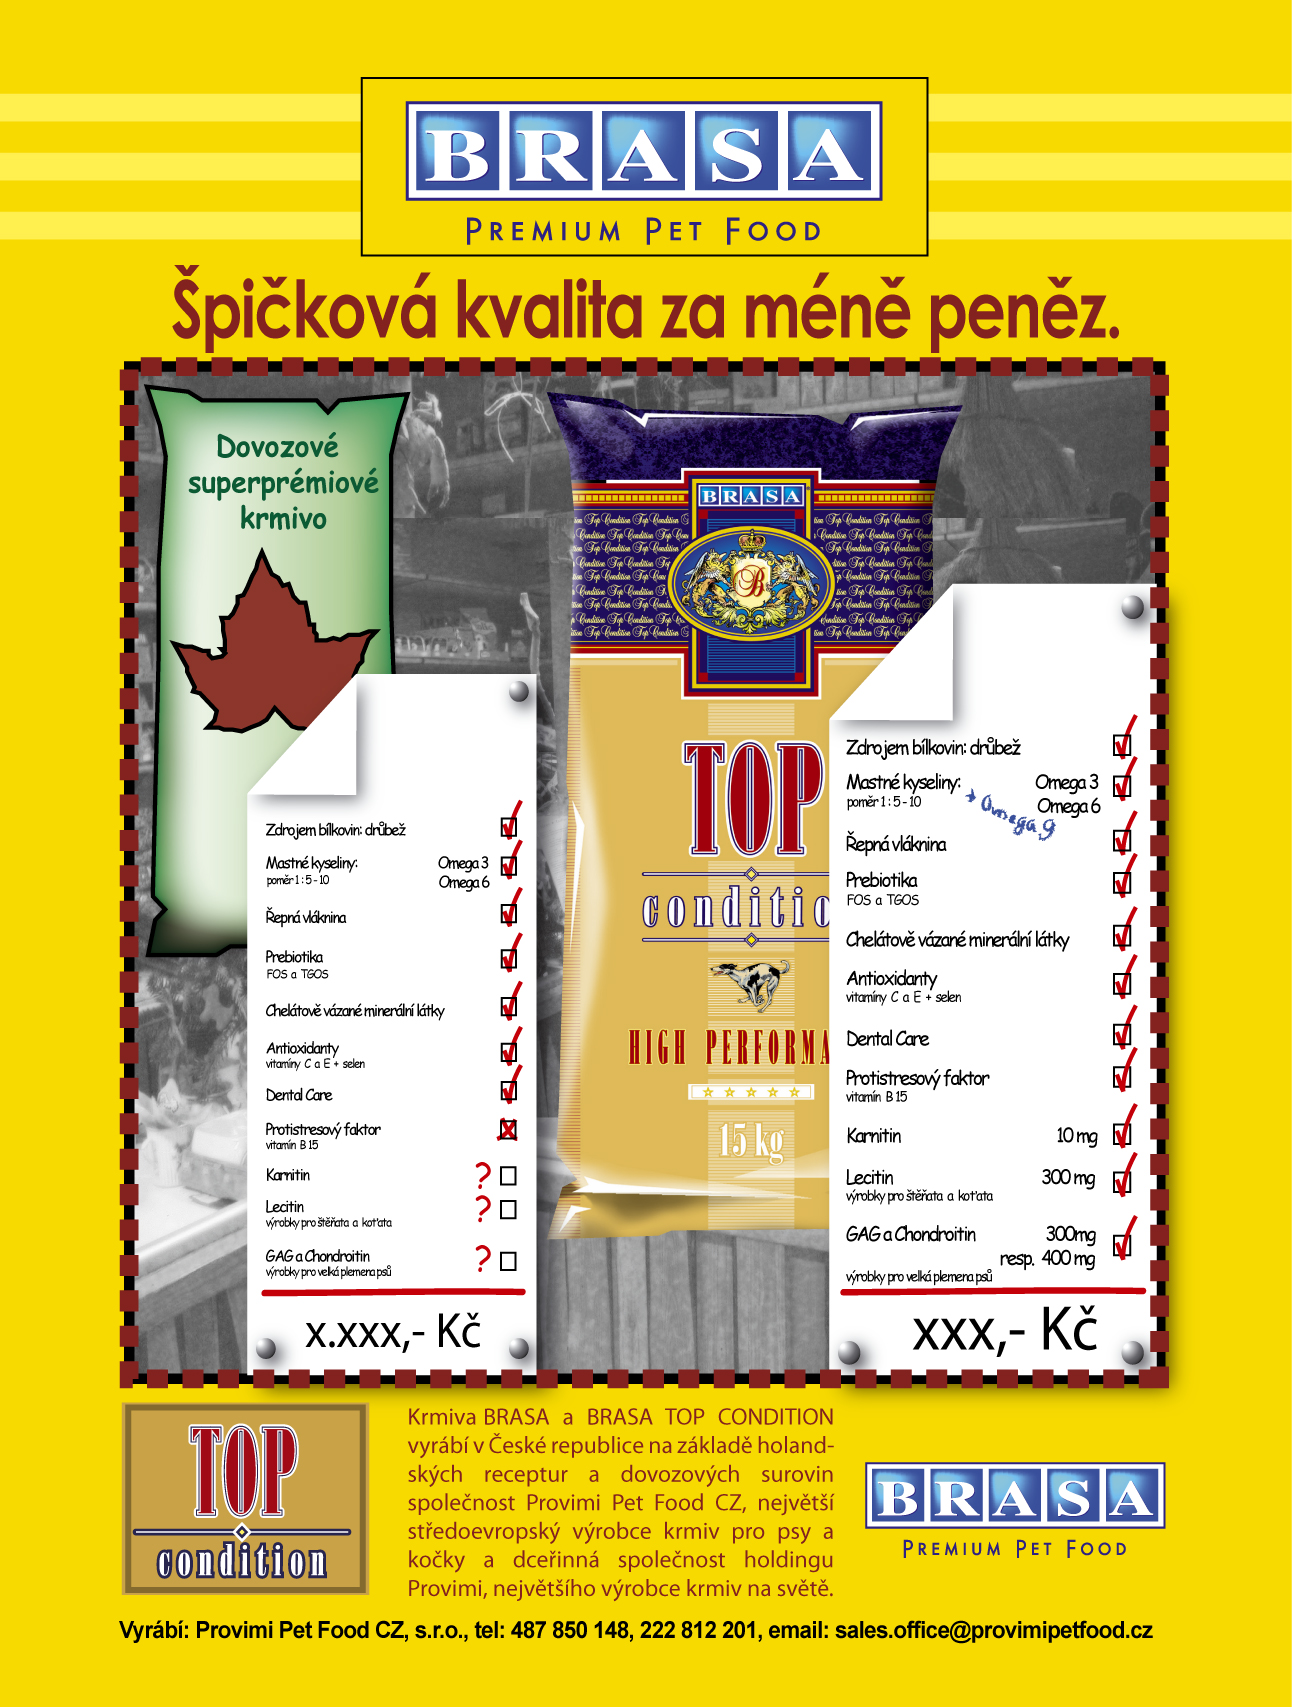 BRASA
PREMIUM PET FOOD
Špičková kvalita za méně peněz.
Dovozové
superprémiové
krmivo
Zdrojem bílkovin: drůbež
Mastné kyseliny: Omega 3
poměr 1 : 5 - 10 Omega 6
Řepná vláknina
Prebiotika
FOS a TGOS
Chelátově vázané minerální látky
Antioxidanty
vitamíny C a E + selen
Dental Care
Protistresový faktor
vitamín B 15
Karnitin ?
Lecitin ?
výrobky pro štěňata a koťata
GAG a Chondroitin ?
výrobky pro velká plemena psů
x.xxx,- Kč
BRASA
B
TOP
conditio
HIGH PERFORMA
15 kg
Zdrojem bílkovin: drůbež
Mastné kyseliny: Omega 3
poměr 1 : 5 - 10 + Omega 9 Omega 6
Řepná vláknina
Prebiotika
FOS a TGOS
Chelátově vázané minerální látky
Antioxidanty
vitamíny C a E + selen
Dental Care
Protistresový faktor
vitamín B 15
Karnitin 10 mg
Lecitin 300 mg
výrobky pro štěňata a koťata
GAG a Chondroitin 300mg
resp. 400 mg
výrobky pro velká plemena psů
xxx,- Kč
TOP
condition
Krmiva BRASA a BRASA TOP CONDITION
vyrábí v České republice na základě holand-
ských receptur a dovozových surovin
společnost Provimi Pet Food CZ, největší
středoevropský výrobce krmiv pro psy a
kočky a dceřinná společnost holdingu
Provimi, největšího výrobce krmiv na světě.
BRASA
PREMIUM PET FOOD
Vyrábí: Provimi Pet Food CZ, s.r.o., tel: 487 850 148, 222 812 201, email: sales.office@provimipetfood.cz